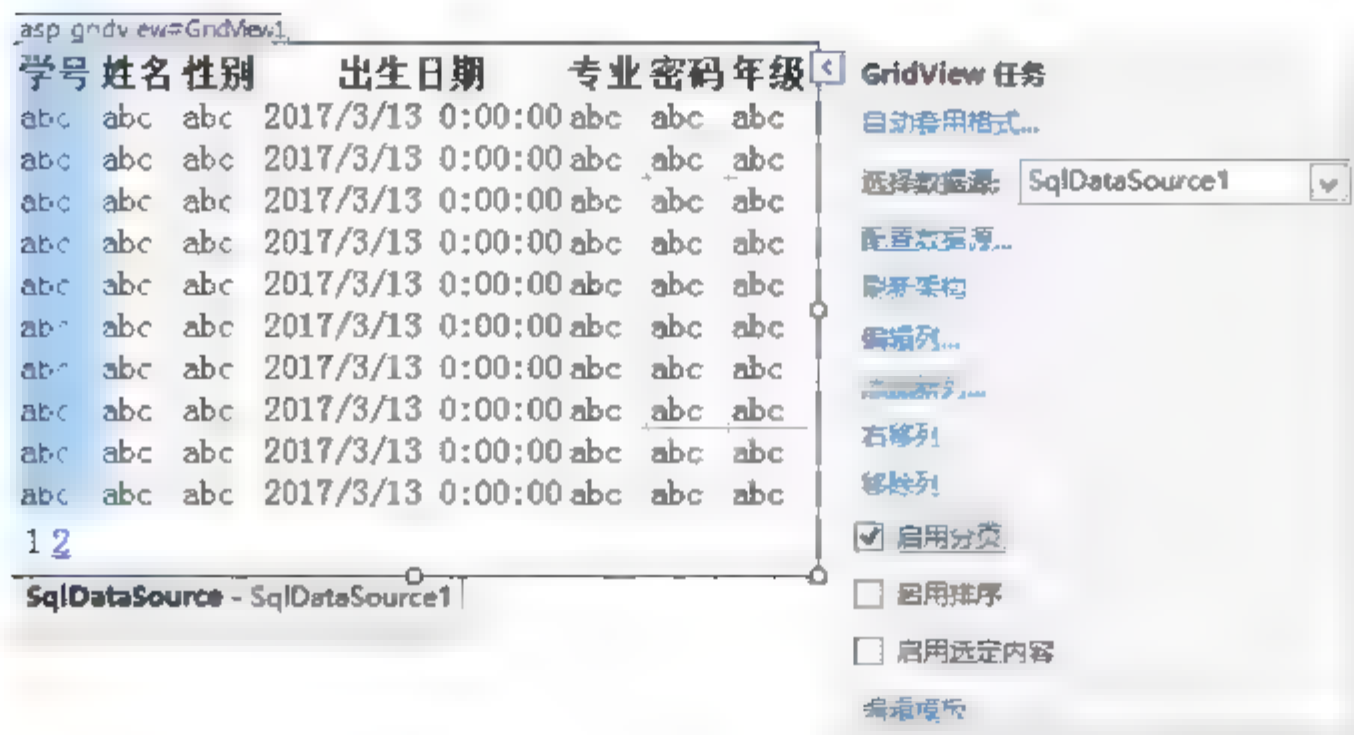 asp:gridview#GridView1
学号 姓名 性别 出生日期 专业 密码 年级
abc abc abc 2017/3/13 0:00:00 abc abc abc
abc abc abc 2017/3/13 0:00:00 abc abc abc
abc abc abc 2017/3/13 0:00:00 abc abc abc
abc abc abc 2017/3/13 0:00:00 abc abc abc
abc abc abc 2017/3/13 0:00:00 abc abc abc
abc abc abc 2017/3/13 0:00:00 abc abc abc
abc abc abc 2017/3/13 0:00:00 abc abc abc
abc abc abc 2017/3/13 0:00:00 abc abc abc
abc abc abc 2017/3/13 0:00:00 abc abc abc
abc abc abc 2017/3/13 0:00:00 abc abc abc
1 2
SqlDataSource - SqlDataSource1
GridView 任务
自动套用格式...
选择数据源: SqlDataSource1
配置数据源...
刷新架构
编辑列...
右移列
移除列
启用分页
启用排序
启用选定内容
编辑模板